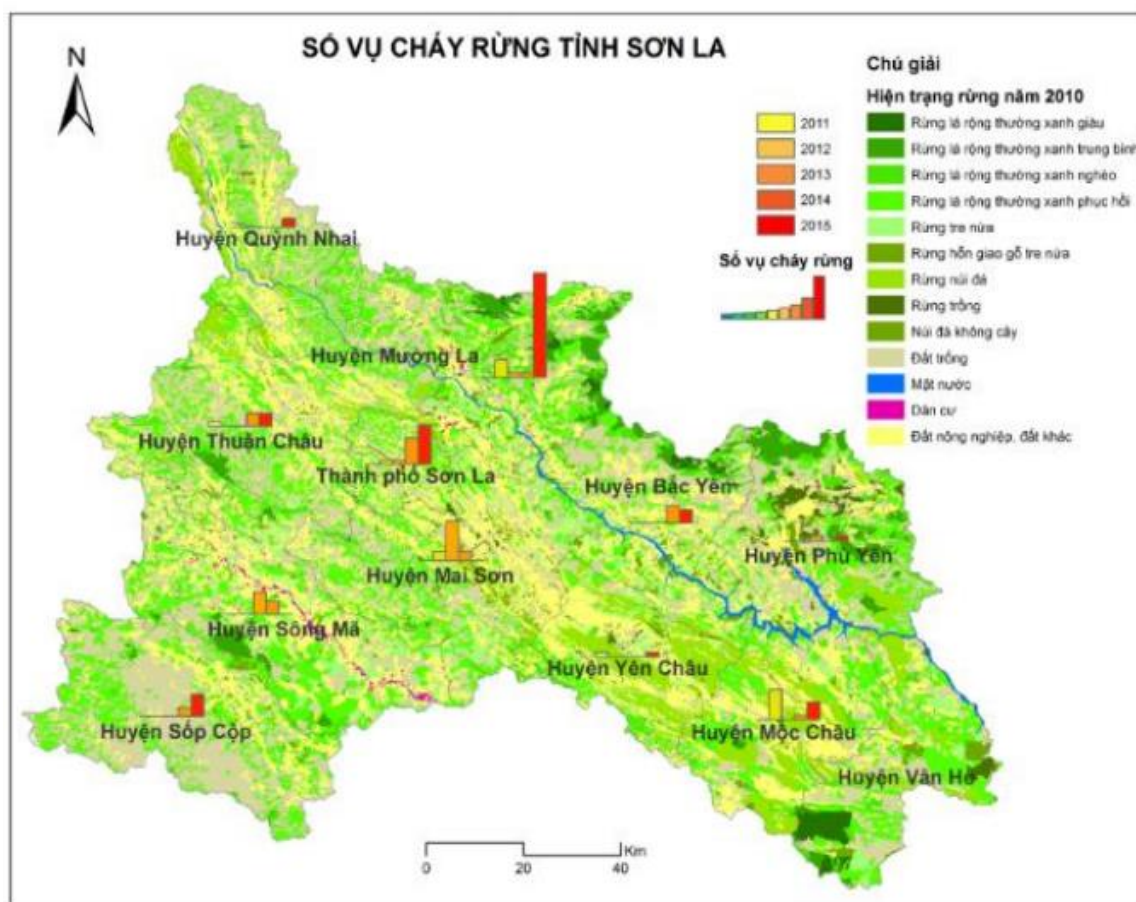 SỐ VỤ CHÁY RỪNG TỈNH SƠN LA
N
Chú giải
Hiện trạng rừng năm 2010
Rừng lá rộng thường xanh giàu
Rừng lá rộng thường xanh trung bình
Rừng lá rộng thường xanh nghèo
Rừng lá rộng thường xanh phục hồi
Rừng tre nứa
Rừng hỗn giao gỗ tre nứa
Rừng núi đá
Rừng trồng
Núi đá không cây
Đất trống
Mặt nước
Dân cư
Đất nông nghiệp, đất khác
2011
2012
2013
2014
2015
Số vụ cháy rừng
Huyện Quỳnh Nhai
Huyện Mường La
Huyện Thuận Châu
Thành phố Sơn La
Huyện Bắc Yên
Huyện Phù Yên
Huyện Mai Sơn
Huyện Sông Mã
Huyện Yên Châu
Huyện Sốp Cộp
Huyện Mộc Châu
Huyện Vân Hồ
Km
0 20 40